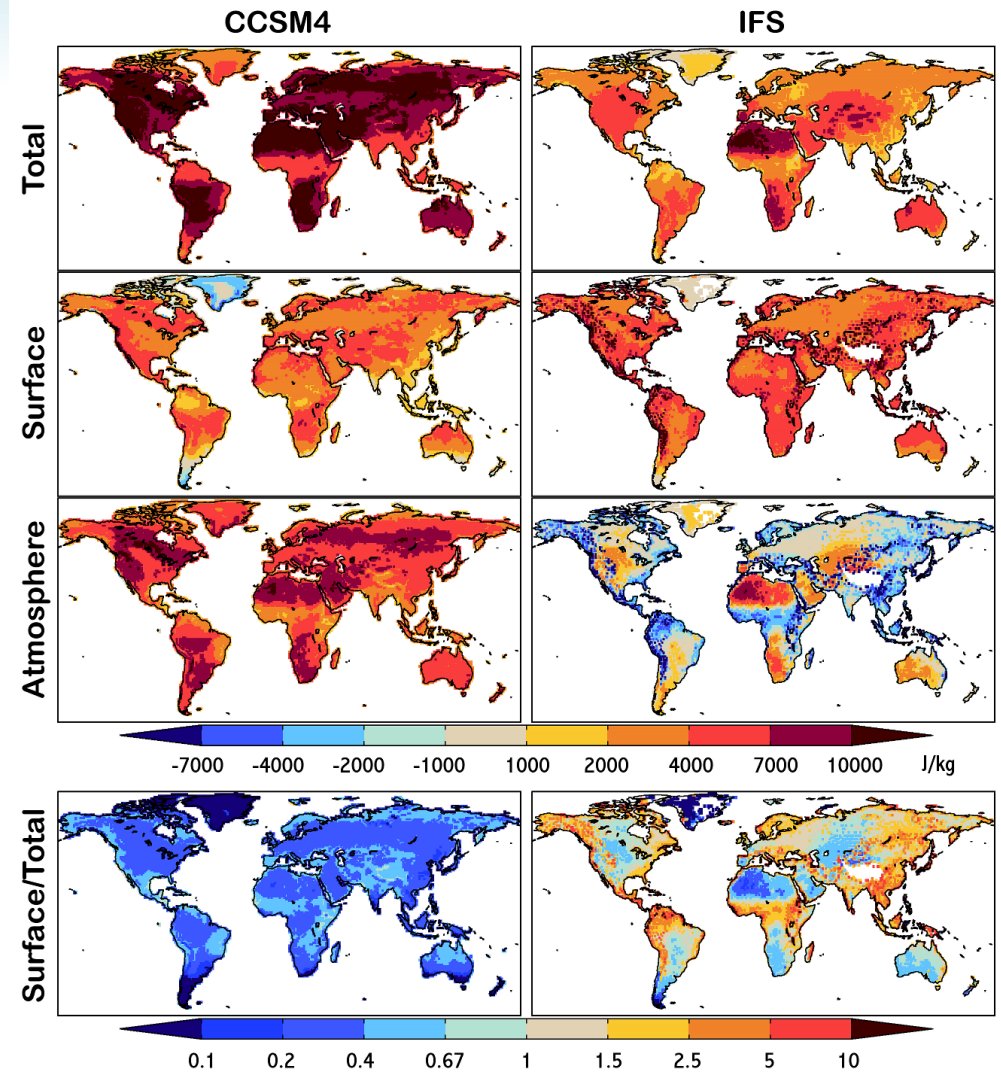 CCSM4 IFS
Total
Surface
Atmosphere
-7000 -4000 -2000 -1000 1000 2000 4000 7000 10000 J/kg
Surface/Total
0.1 0.2 0.4 0.67 1 1.5 2.5 5 10